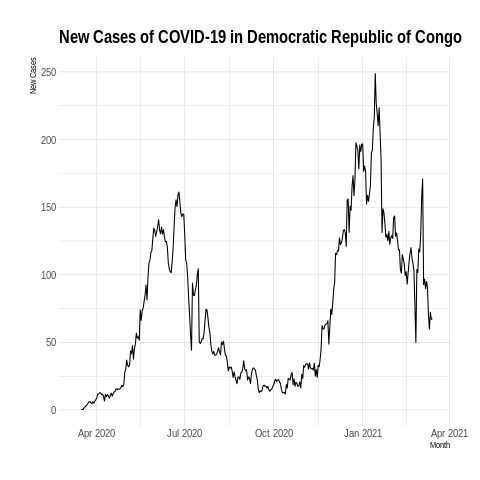 New Cases of COVID-19 in Democratic Republic of Congo
New Cases
250
200
150
100
50
0
Apr 2020 Jul 2020 Oct 2020 Jan 2021 Apr 2021
Month